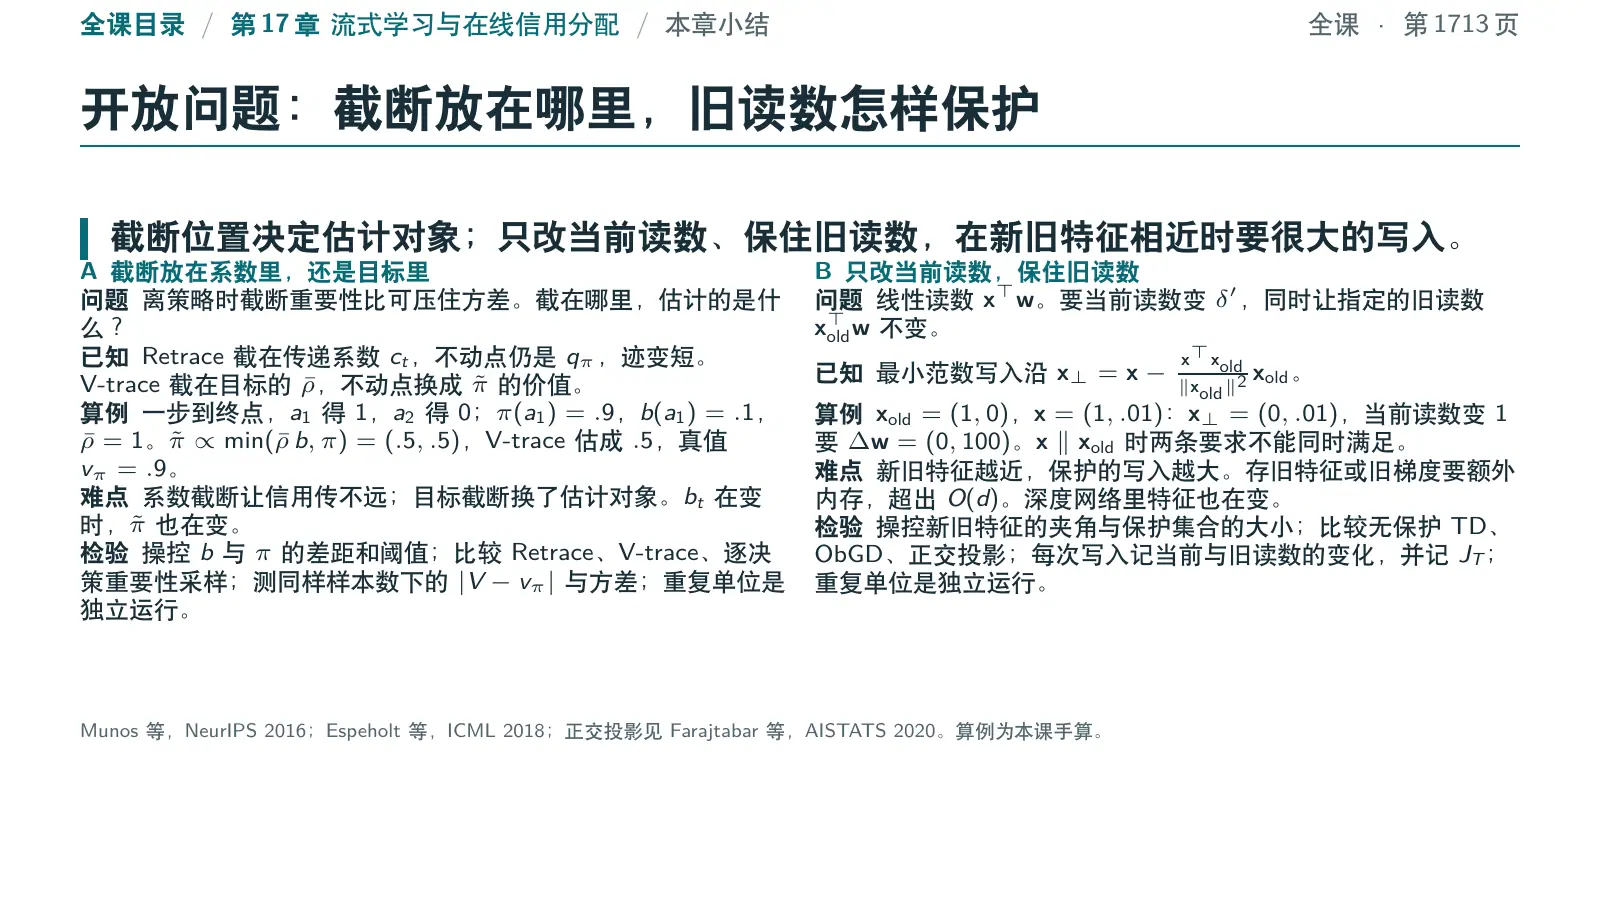 全课目录 / 第 17 章 流式学习与在线信用分配 / 本章小结
全课 · 第 1713 页
开放问题：截断放在哪里，旧读数怎样保护
截断位置决定估计对象；只改当前读数、保住旧读数，在新旧特征相近时要很大的写入。
A 截断放在系数里，还是目标里
问题 离策略时截断重要性比可压住方差。截在哪里，估计的是什
么？
已知 Retrace 截在传递系数 c_t，不动点仍是 q_π，迹变短。
V-trace 截在目标的 ρ̄，不动点换成 π̃ 的价值。
算例 一步到终点，a₁ 得 1，a₂ 得 0；π(a₁) = .9，b(a₁) = .1，
ρ̄ = 1。π̃ ∝ min(ρ̄ b, π) = (.5, .5)，V-trace 估成 .5，真值
v_π = .9。
难点 系数截断让信用传不远；目标截断换了估计对象。b_t 在变
时，π̃ 也在变。
检验 操控 b 与 π 的差距和阈值；比较 Retrace、V-trace、逐决
策重要性采样；测同样样本数下的 |V − v_π| 与方差；重复单位是
独立运行。
B 只改当前读数，保住旧读数
问题 线性读数 x^⊤w。要当前读数变 δ′，同时让指定的旧读数
x_old^⊤w 不变。
已知 最小范数写入沿 x_⊥ = x − (x^⊤x_old / ‖x_old‖²) x_old。
算例 x_old = (1, 0)，x = (1, .01)：x_⊥ = (0, .01)，当前读数变 1
要 Δw = (0, 100)。x ∥ x_old 时两条要求不能同时满足。
难点 新旧特征越近，保护的写入越大。存旧特征或旧梯度要额外
内存，超出 O(d)。深度网络里特征也在变。
检验 操控新旧特征的夹角与保护集合的大小；比较无保护 TD、
ObGD、正交投影；每次写入记当前与旧读数的变化，并记 J_T；
重复单位是独立运行。
Munos 等，NeurIPS 2016；Espeholt 等，ICML 2018；正交投影见 Farajtabar 等，AISTATS 2020。算例为本课手算。